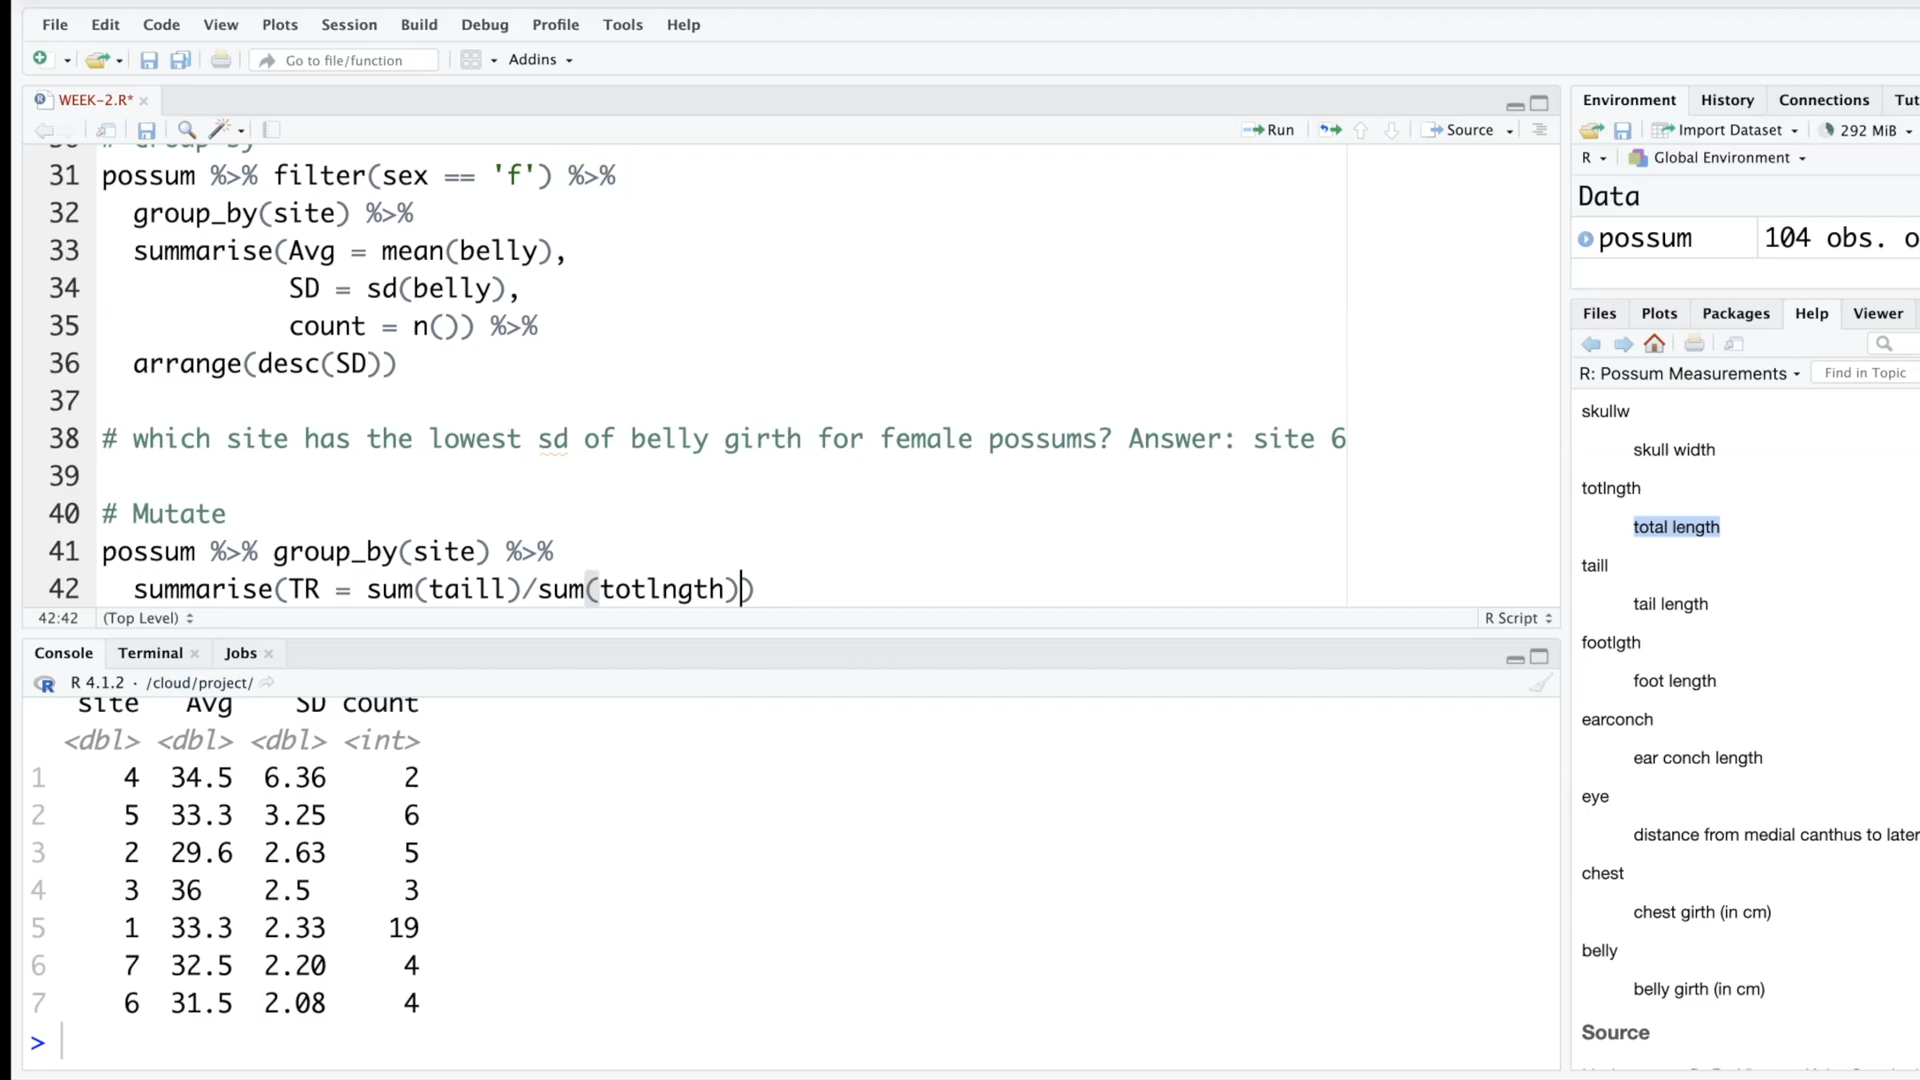 File Edit Code View Plots Session Build Debug Profile Tools Help
Go to file/function Addins
WEEK-2.R*
Run Source
31 possum %>% filter(sex == 'f') %>%
32 group_by(site) %>%
33 summarise(Avg = mean(belly),
34 SD = sd(belly),
35 count = n()) %>%
36 arrange(desc(SD))
37
38 # which site has the lowest sd of belly girth for female possums? Answer: site 6
39
40 # Mutate
41 possum %>% group_by(site) %>%
42 summarise(TR = sum(taill)/sum(totlngth))
42:42 (Top Level) R Script
Console Terminal Jobs
R 4.1.2 · /cloud/project/
site Avg SD count
<dbl> <dbl> <dbl> <int>
1 4 34.5 6.36 2
2 5 33.3 3.25 6
3 2 29.6 2.63 5
4 3 36 2.5 3
5 1 33.3 2.33 19
6 7 32.5 2.20 4
7 6 31.5 2.08 4
>
Environment History Connections Tut
Import Dataset 292 MiB
R Global Environment
Data
possum 104 obs. o
Files Plots Packages Help Viewer
R: Possum Measurements Find in Topic
skullw
skull width
totlngth
total length
taill
tail length
footlgth
foot length
earconch
ear conch length
eye
distance from medial canthus to later
chest
chest girth (in cm)
belly
belly girth (in cm)
Source